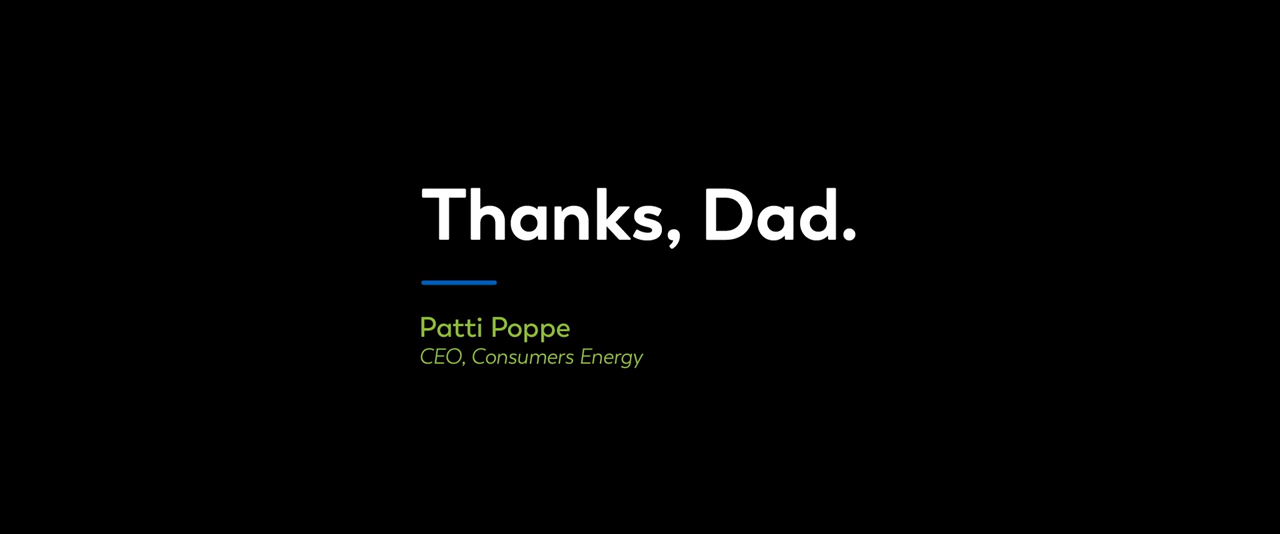 Thanks, Dad.
Patti Poppe
CEO, Consumers Energy